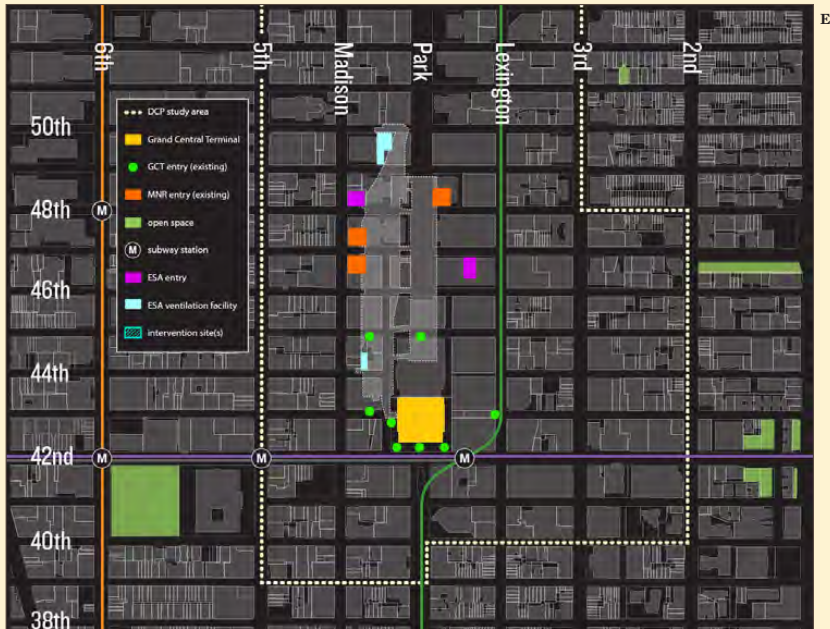 E
6th
5th
Madison
Park
Lexington
3rd
2nd
50th
48th
46th
44th
42nd
40th
38th
DCP study area
Grand Central Terminal
GCT entry (existing)
MNR entry (existing)
open space
M subway station
ESA entry
ESA ventilation facility
intervention site(s)
M
M
M
M